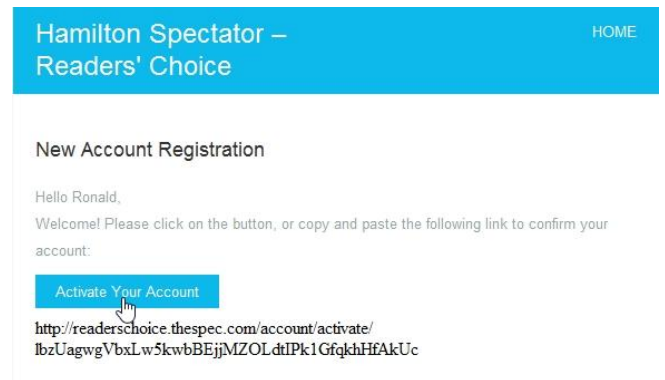 Hamilton Spectator –
HOME
Readers' Choice
New Account Registration
Hello Ronald,
Welcome! Please click on the button, or copy and paste the following link to confirm your
account:
Activate Your Account
http://readerschoice.thespec.com/account/activate/
lbzUagwgVbxLw5kwbBEjjMZOLdtIPk1GfqkhHfAkUc